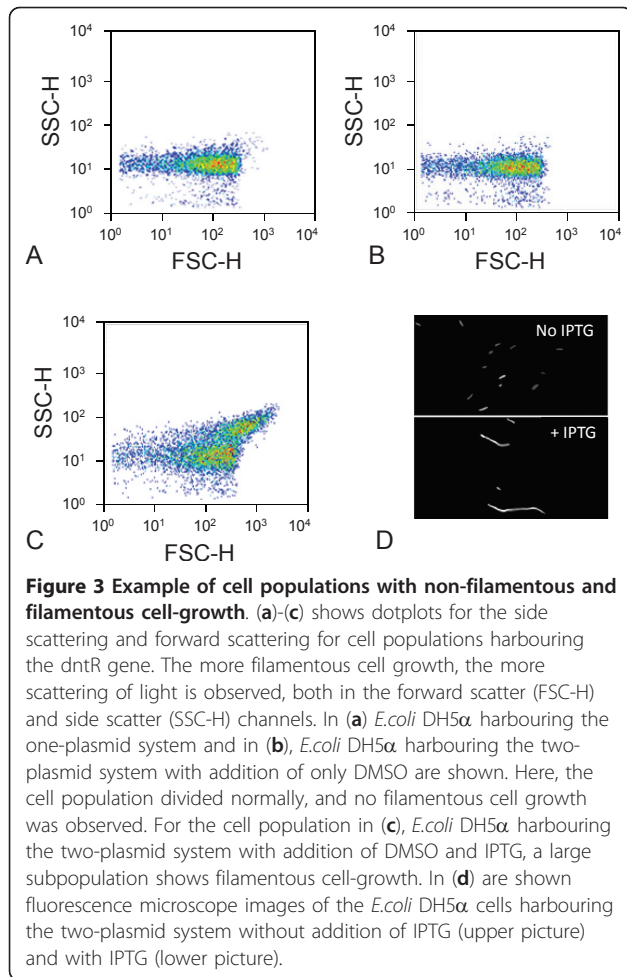 10⁴
10³
10²
10¹
10⁰
SSC-H
10⁰ 10¹ 10² 10³ 10⁴
A FSC-H
10⁴
10³
10²
10¹
10⁰
SSC-H
10⁰ 10¹ 10² 10³ 10⁴
B FSC-H
10⁴
10³
10²
10¹
10⁰
SSC-H
10⁰ 10¹ 10² 10³ 10⁴
C FSC-H
No IPTG
+ IPTG
D
Figure 3 Example of cell populations with non-filamentous and
filamentous cell-growth. (a)-(c) shows dotplots for the side
scattering and forward scattering for cell populations harbouring
the dntR gene. The more filamentous cell growth, the more
scattering of light is observed, both in the forward scatter (FSC-H)
and side scatter (SSC-H) channels. In (a) E.coli DH5α harbouring the
one-plasmid system and in (b), E.coli DH5α harbouring the two-
plasmid system with addition of only DMSO are shown. Here, the
cell population divided normally, and no filamentous cell growth
was observed. For the cell population in (c), E.coli DH5α harbouring
the two-plasmid system with addition of DMSO and IPTG, a large
subpopulation shows filamentous cell-growth. In (d) are shown
fluorescence microscope images of the E.coli DH5α cells harbouring
the two-plasmid system without addition of IPTG (upper picture)
and with IPTG (lower picture).